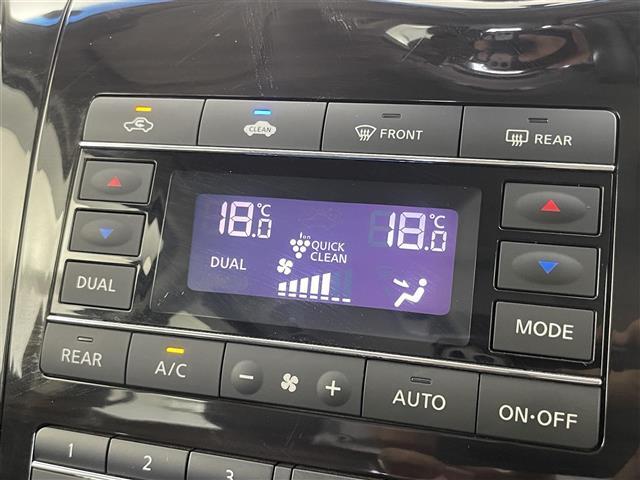 CLEAN
FRONT
REAR
18.0 °C
18.0 °C
ion
QUICK
CLEAN
DUAL
DUAL
MODE
REAR
A/C
− +
AUTO
ON·OFF
1 2 3